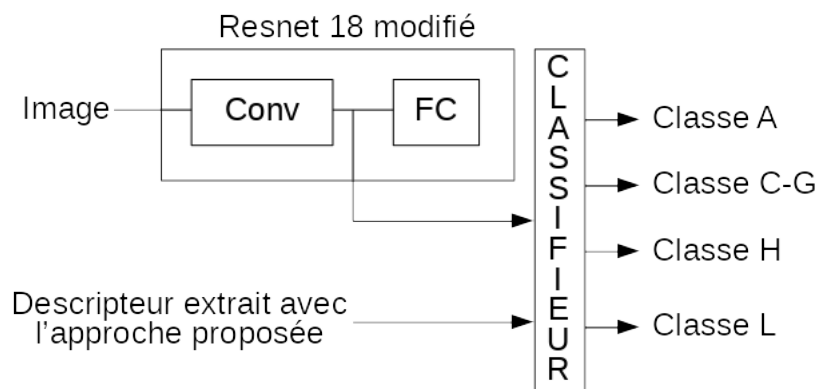 Resnet 18 modifié
Image
Conv
FC
CLASSIFIEUR
Classe A
Classe C-G
Classe H
Classe L
Descripteur extrait avec
l'approche proposée